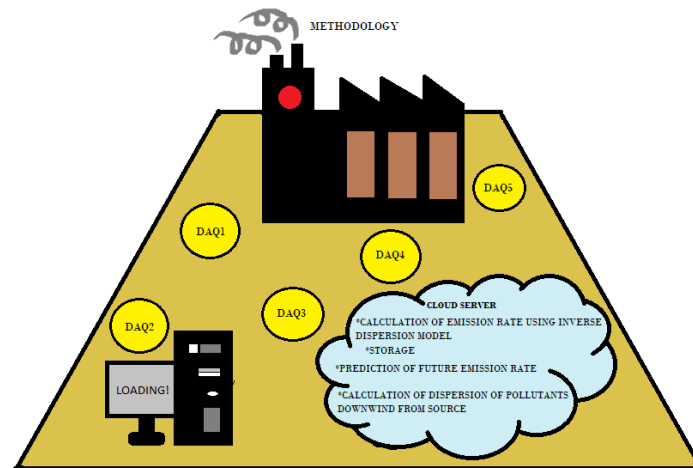 METHODOLOGY
DAQ5
DAQ1
DAQ4
DAQ3
DAQ2
LOADING!
CLOUD SERVER
*CALCULATION OF EMISSION RATE USING INVERSE
DISPERSION MODEL
*STORAGE
*PREDICTION OF FUTURE EMISSION RATE
*CALCULATION OF DISPERSION OF POLLUTANTS
DOWNWIND FROM SOURCE